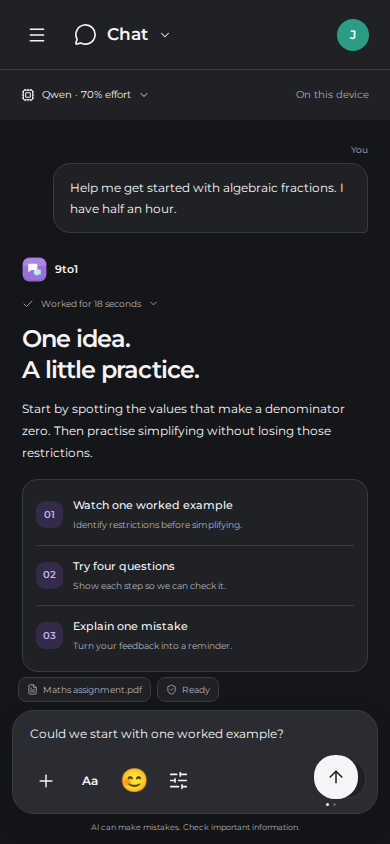 Chat
J
Qwen · 70% effort
On this device
You
Help me get started with algebraic fractions. I
have half an hour.
9to1
Worked for 18 seconds
One idea.
A little practice.
Start by spotting the values that make a denominator
zero. Then practise simplifying without losing those
restrictions.
01
Watch one worked example
Identify restrictions before simplifying.
02
Try four questions
Show each step so we can check it.
03
Explain one mistake
Turn your feedback into a reminder.
Maths assignment.pdf
Ready
Could we start with one worked example?
Aa
AI can make mistakes. Check important information.